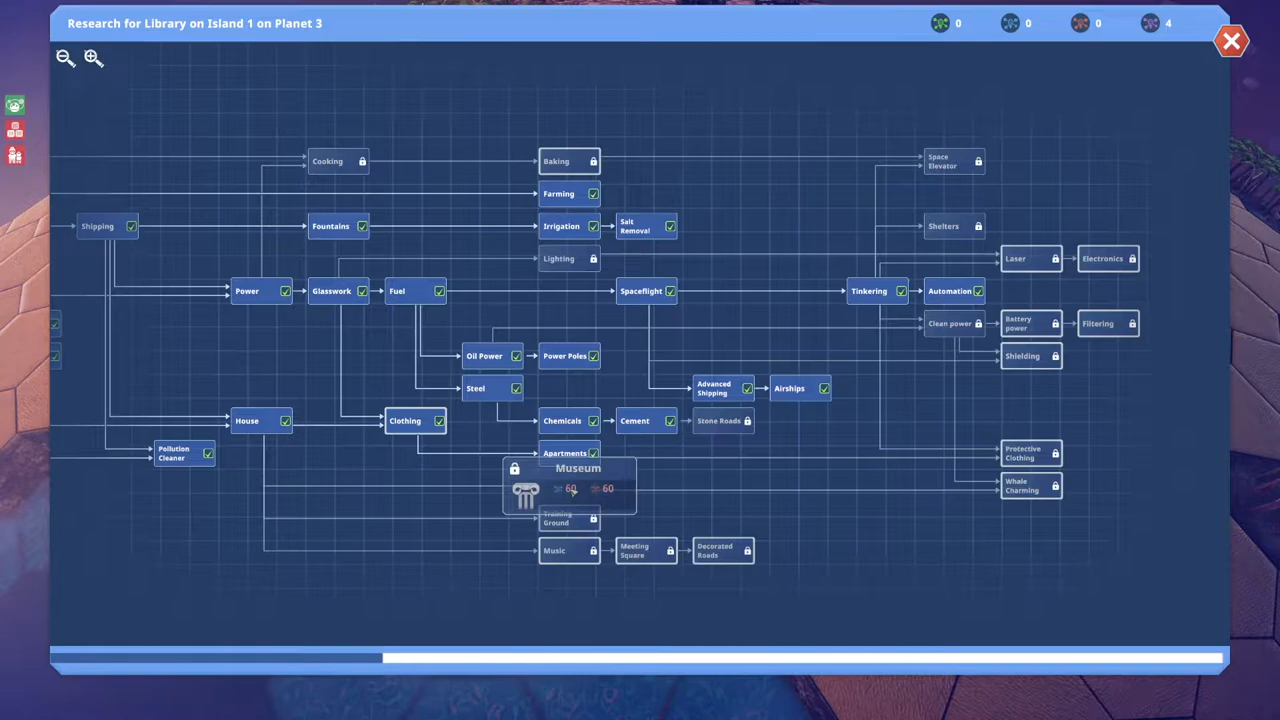 Research for Library on Island 1 on Planet 3
0
0
0
4
Cooking
Baking
Space
Elevator
Farming
Shipping
Fountains
Irrigation
Salt
Removal
Shelters
Lighting
Laser
Electronics
Power
Glasswork
Fuel
Spaceflight
Tinkering
Automation
Clean power
Battery
power
Filtering
Oil Power
Power Poles
Shielding
Steel
Advanced
Shipping
Airships
House
Clothing
Chemicals
Cement
Stone Roads
Pollution
Cleaner
Apartments
Protective
Clothing
Museum
60
60
Whale
Charming
Training
Ground
Music
Meeting
Square
Decorated
Roads